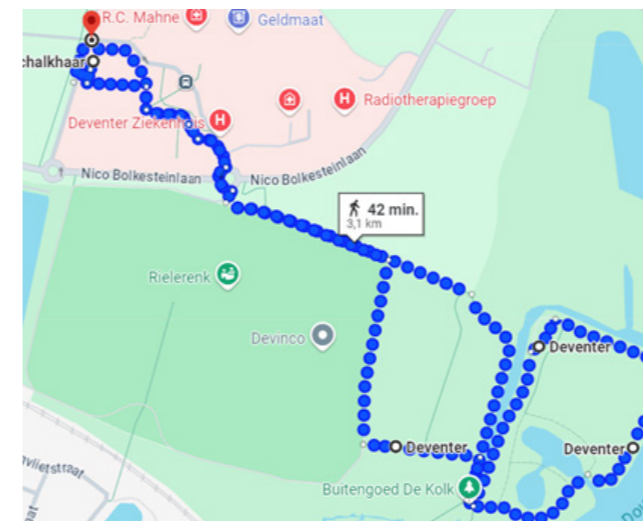 R.C. Mahne
Geldmaat
chalkhaar
Radiotherapiegroep
Deventer Ziekenhuis
Nico Bolkesteinlaan
Nico Bolkesteinlaan
42 min.
3,1 km
Rielerenk
Devinco
Deventer
Deventer
Deventer
vlietstraat
Buitengoed De Kolk
Do